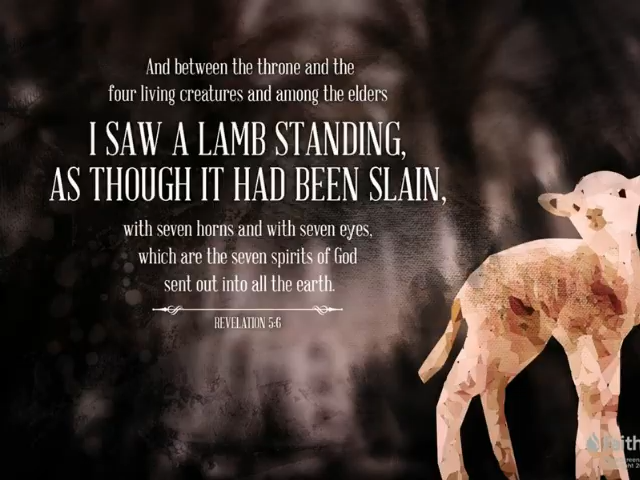 And between the throne and the
four living creatures and among the elders
I SAW A LAMB STANDING,
AS THOUGH IT HAD BEEN SLAIN,
with seven horns and with seven eyes,
which are the seven spirits of God
sent out into all the earth.
REVELATION 5:6
faith